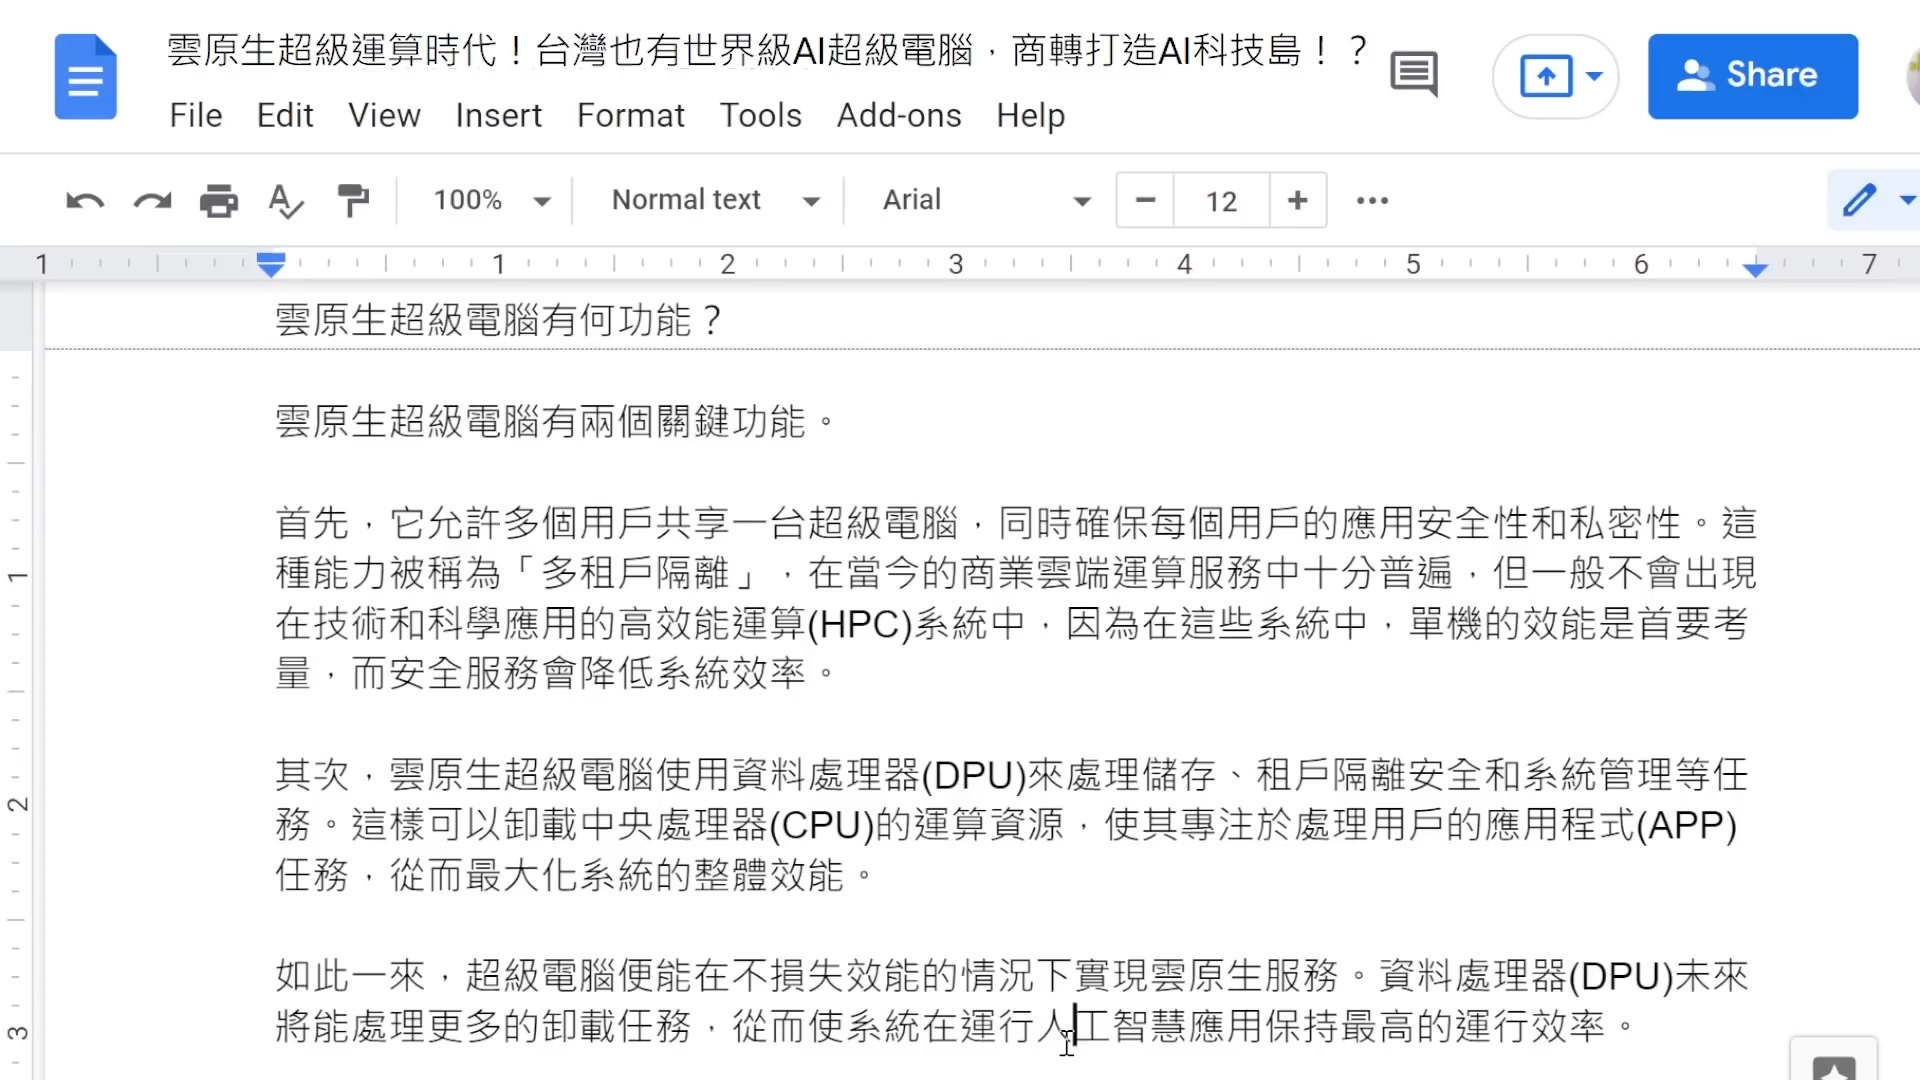 雲原生超級運算時代！台灣也有世界級AI超級電腦，商轉打造AI科技島！？
Share
File Edit View Insert Format Tools Add-ons Help
100% Normal text Arial 12
1 1 2 3 4 5 6 7
雲原生超級電腦有何功能？
雲原生超級電腦有兩個關鍵功能。
首先，它允許多個用戶共享一台超級電腦，同時確保每個用戶的應用安全性和私密性。這
種能力被稱為「多租戶隔離」，在當今的商業雲端運算服務中十分普遍，但一般不會出現
1
在技術和科學應用的高效能運算(HPC)系統中，因為在這些系統中，單機的效能是首要考
量，而安全服務會降低系統效率。
其次，雲原生超級電腦使用資料處理器(DPU)來處理儲存、租戶隔離安全和系統管理等任
2
務。這樣可以卸載中央處理器(CPU)的運算資源，使其專注於處理用戶的應用程式(APP)
任務，從而最大化系統的整體效能。
如此一來，超級電腦便能在不損失效能的情況下實現雲原生服務。資料處理器(DPU)未來
3
將能處理更多的卸載任務，從而使系統在運行人工智慧應用保持最高的運行效率。